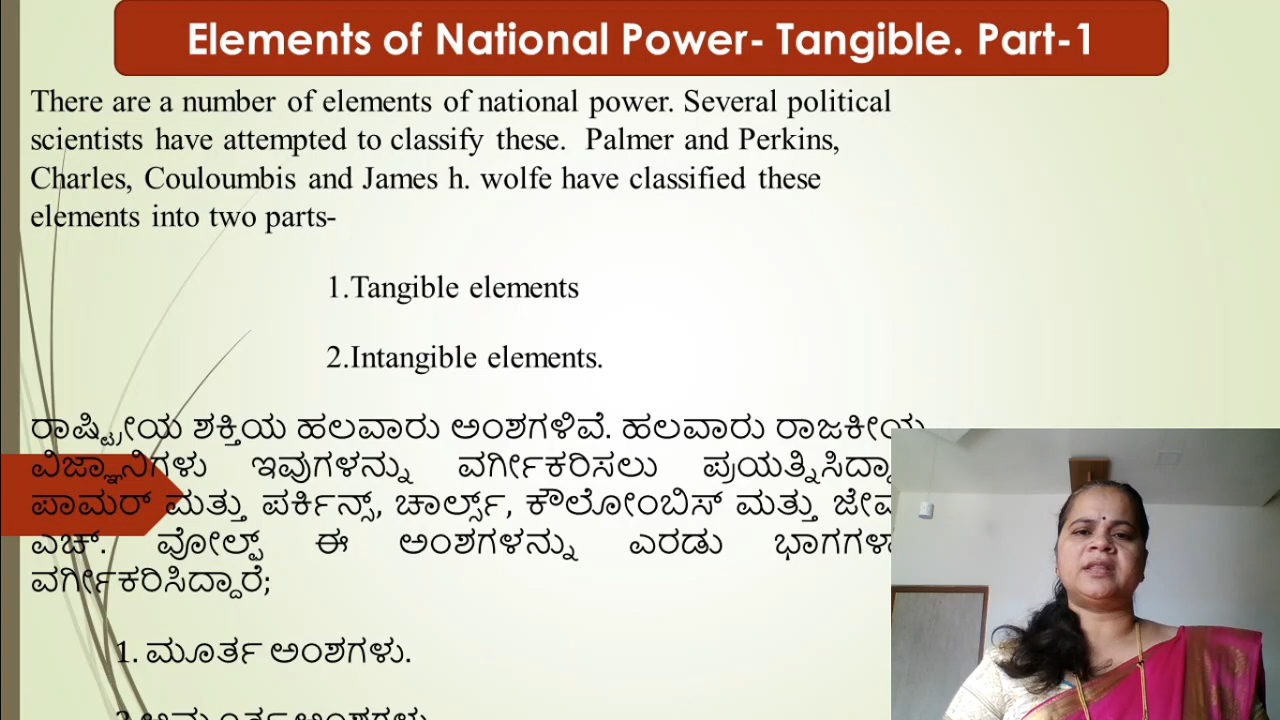 Elements of National Power- Tangible. Part-1
There are a number of elements of national power. Several political
scientists have attempted to classify these. Palmer and Perkins,
Charles, Couloumbis and James h. wolfe have classified these
elements into two parts-
1.Tangible elements
2.Intangible elements.
ರಾಷ್ಟ್ರೀಯ ಶಕ್ತಿಯ ಹಲವಾರು ಅಂಶಗಳಿವೆ. ಹಲವಾರು ರಾಜಕೀಯ
ವಿಜ್ಞಾನಿಗಳು ಇವುಗಳನ್ನು ವರ್ಗೀಕರಿಸಲು
ಪಾಮರ್ ಮತ್ತು ಪರ್ಕಿನ್ಸ್, ಚಾರ್ಲ್ಸ್, ಕೌಲೋಂಬಿಸ್ ಮತ್ತು
ಎಚ್. ವೋಲ್ಫ್ ಈ ಅಂಶಗಳನ್ನು ಎರಡು
ವರ್ಗೀಕರಿಸಿದ್ದಾರೆ;
1. ಮೂರ್ತ ಅಂಶಗಳು.